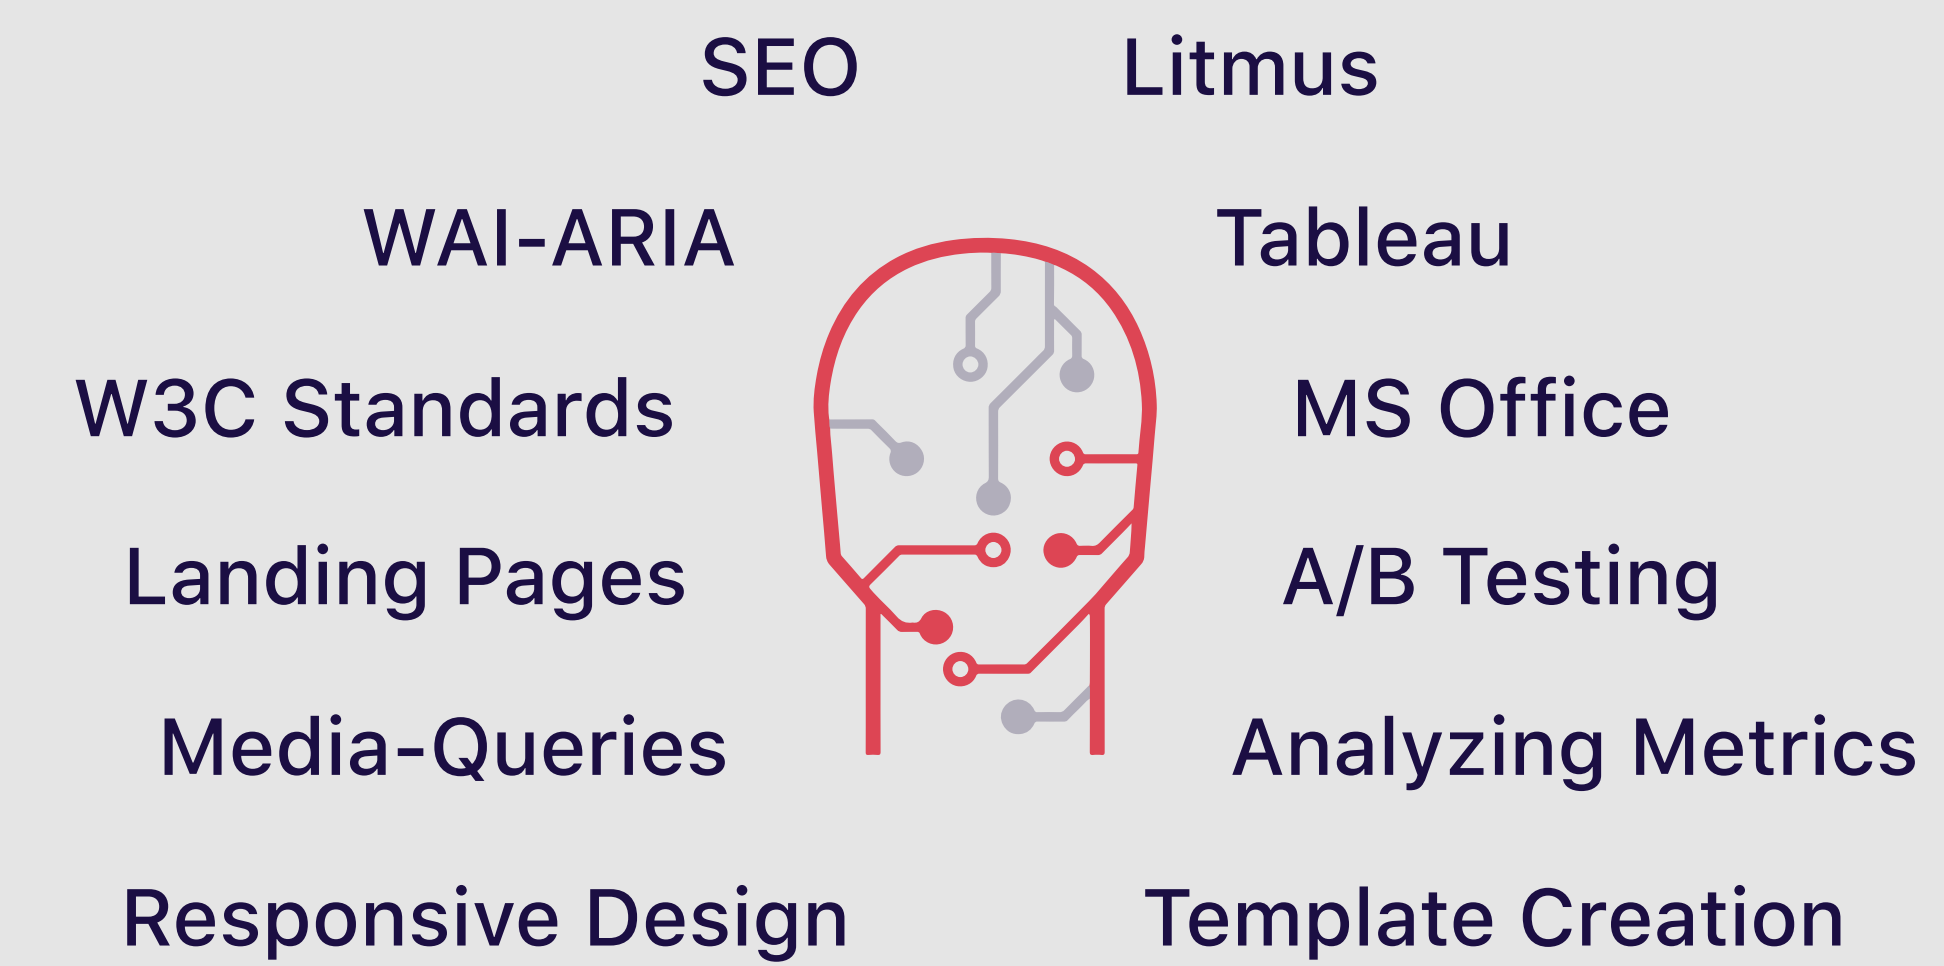 SEO
Litmus
WAI-ARIA
Tableau
W3C Standards
MS Office
Landing Pages
A/B Testing
Media-Queries
Analyzing Metrics
Responsive Design
Template Creation